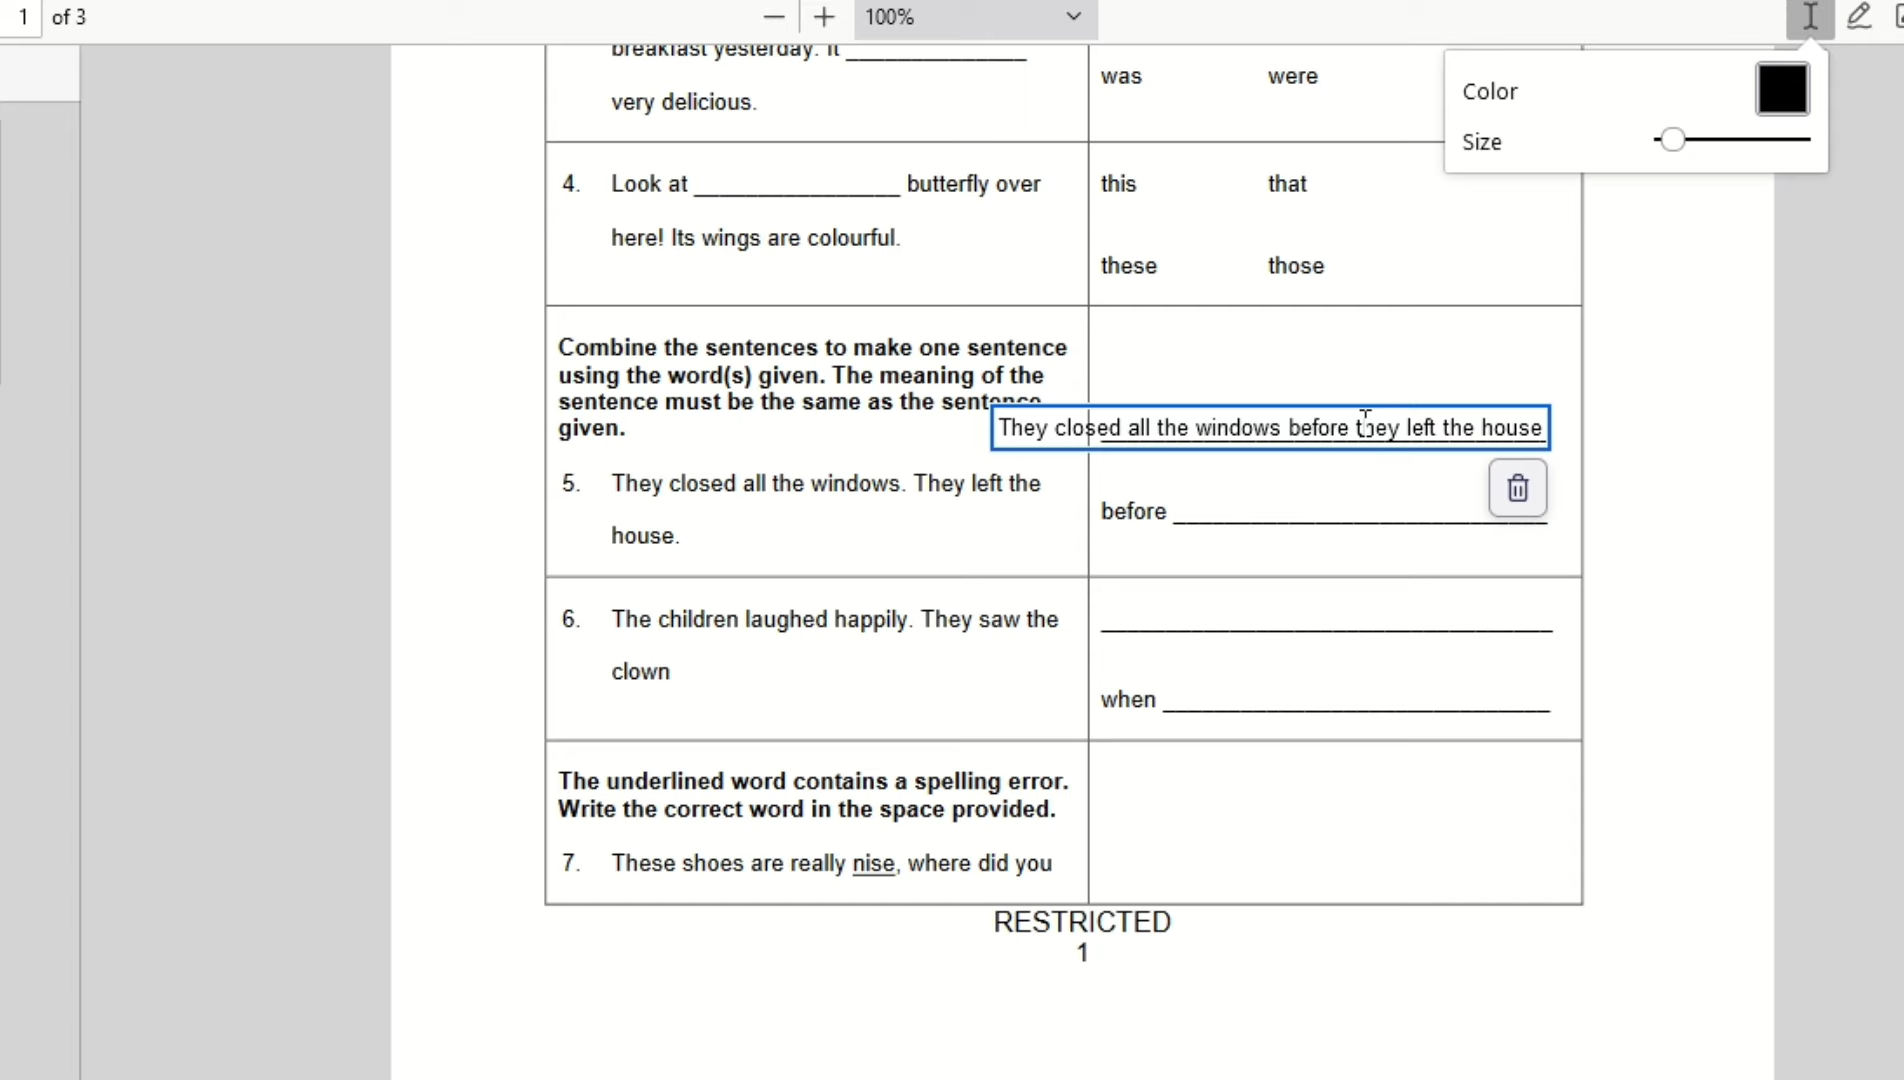 1 of 3
100%
Color
Size
breakfast yesterday. It ______________
very delicious.
was were
4. Look at ________________ butterfly over
here! Its wings are colourful.
this that
these those
Combine the sentences to make one sentence
using the word(s) given. The meaning of the
sentence must be the same as the sentence
given.
They closed all the windows before they left the house
5. They closed all the windows. They left the
house.
before _____________________________
6. The children laughed happily. They saw the
clown
___________________________________
when ______________________________
The underlined word contains a spelling error.
Write the correct word in the space provided.
7. These shoes are really nise, where did you
RESTRICTED
1